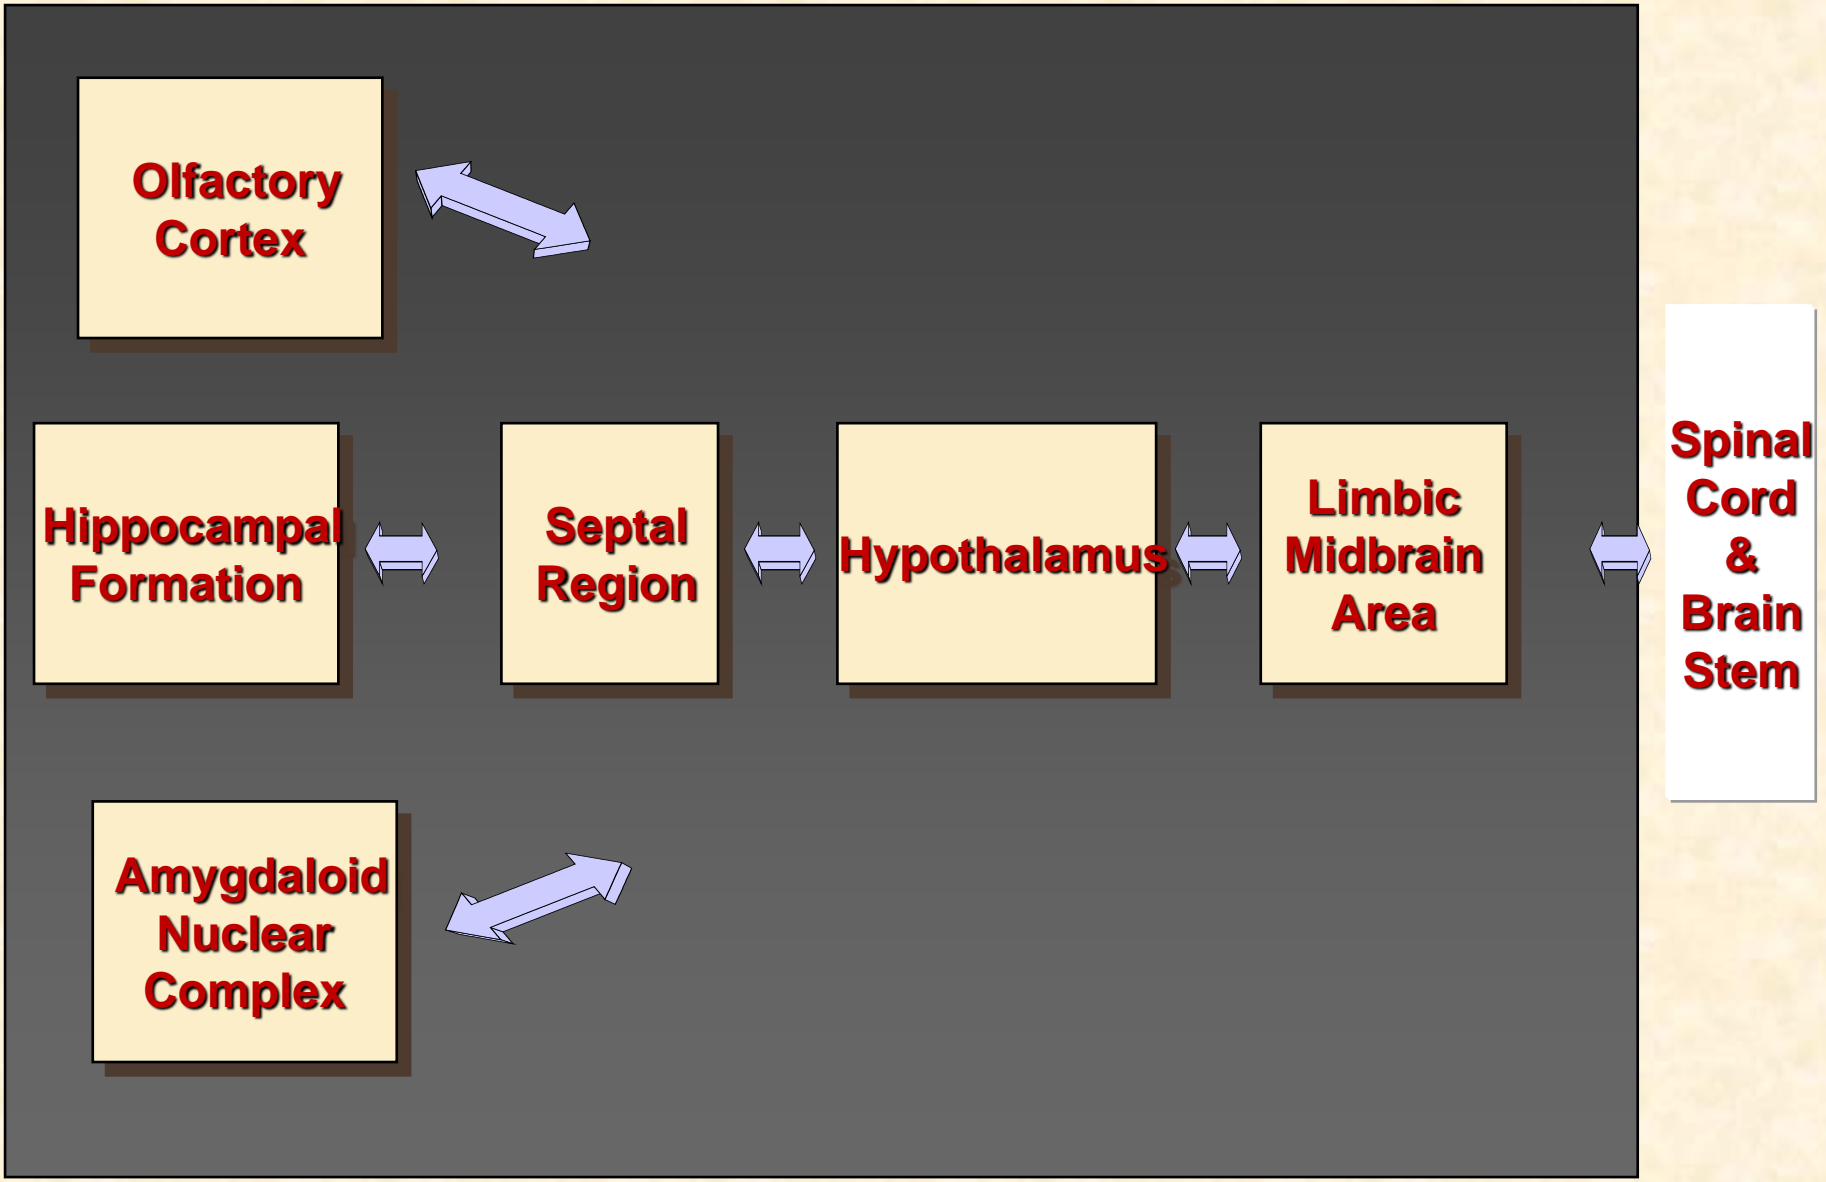 Olfactory
Cortex
Hippocampal
Formation
Septal
Region
Hypothalamus
Limbic
Midbrain
Area
Spinal
Cord
&
Brain
Stem
Amygdaloid
Nuclear
Complex